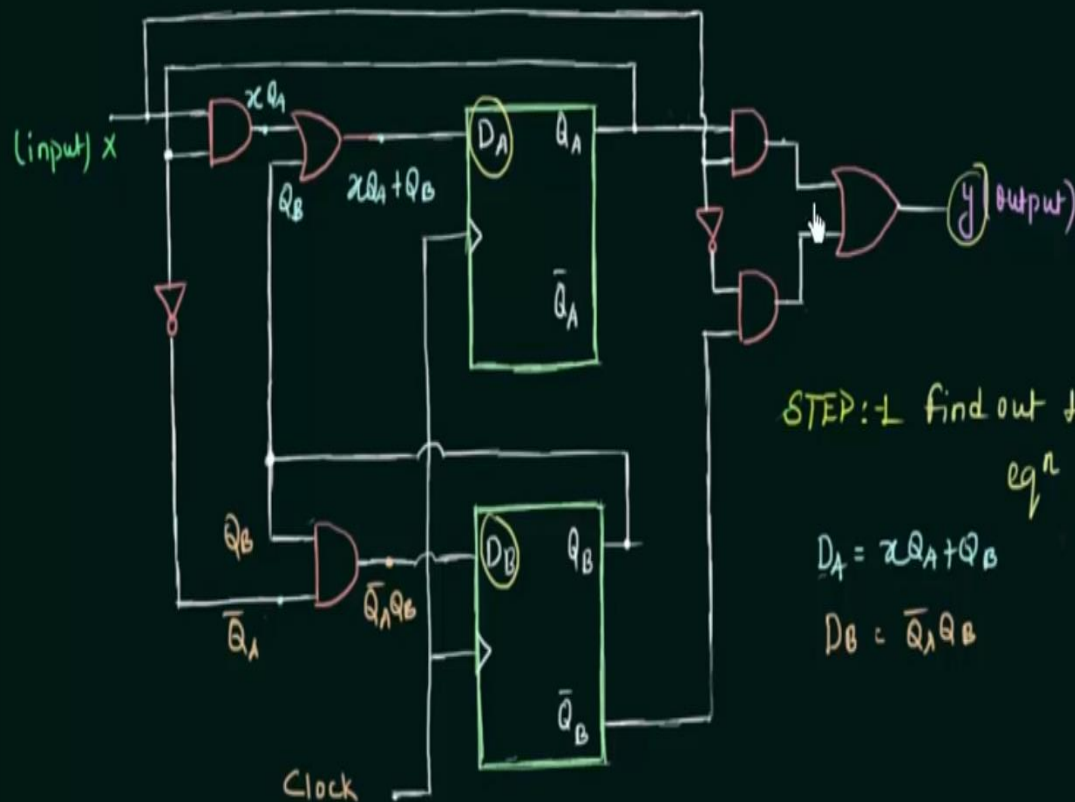 xQA
(input) X
DA
QA
QB
xQA+QB
y (output)
Q̄A
STEP:-1 find out
eqⁿ
QB
DB
QB
DA = xQA+QB
Q̄AQB
Q̄A
DB = Q̄AQB
Q̄B
Clock